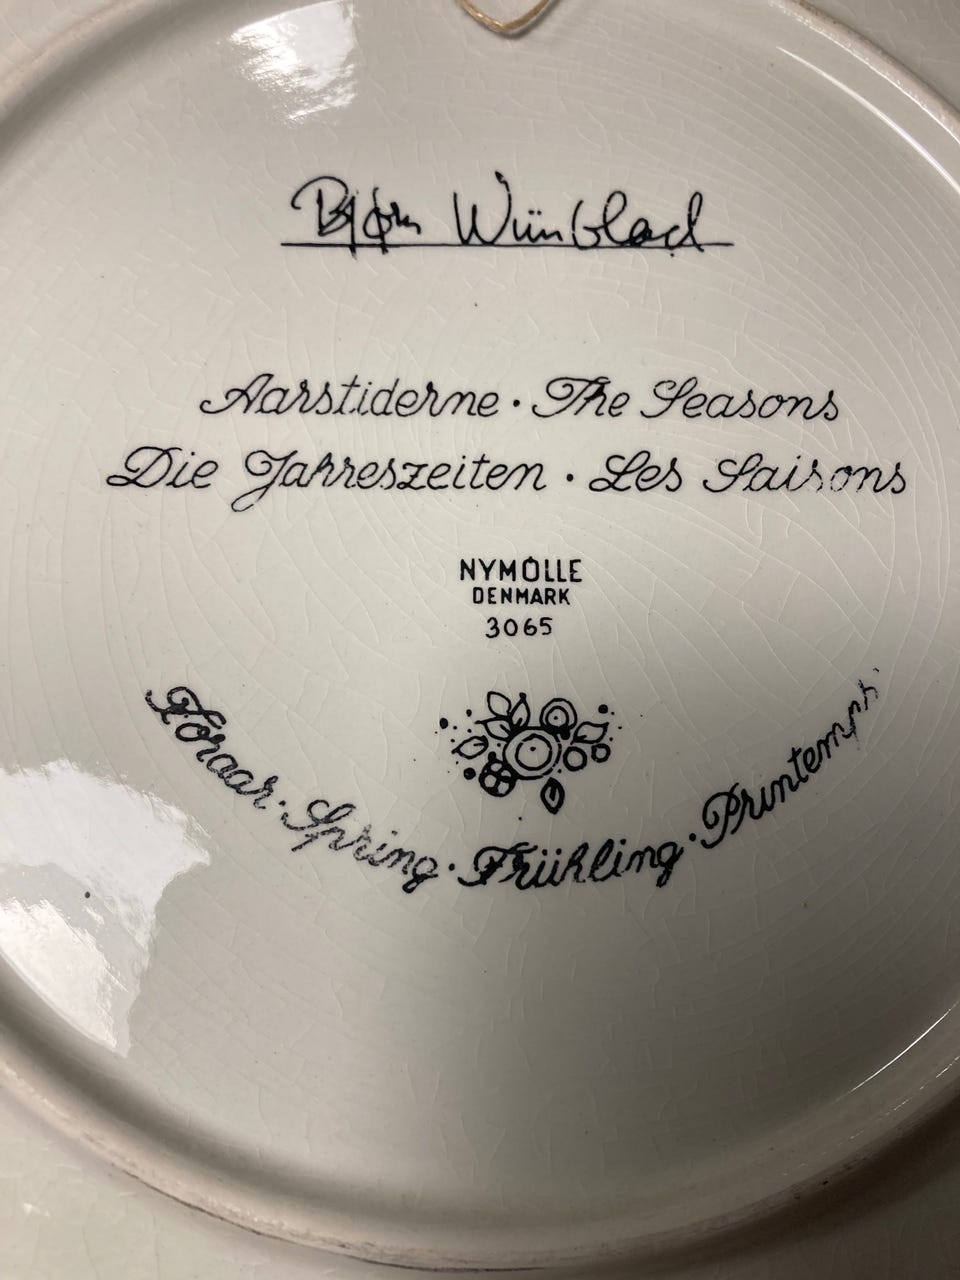 Bjørn Wiinblad
Aarstiderne · The Seasons
Die Jahreszeiten · Les Saisons
NYMÖLLE
DENMARK
3065
Foraar · Spring · Frühling · Printemps